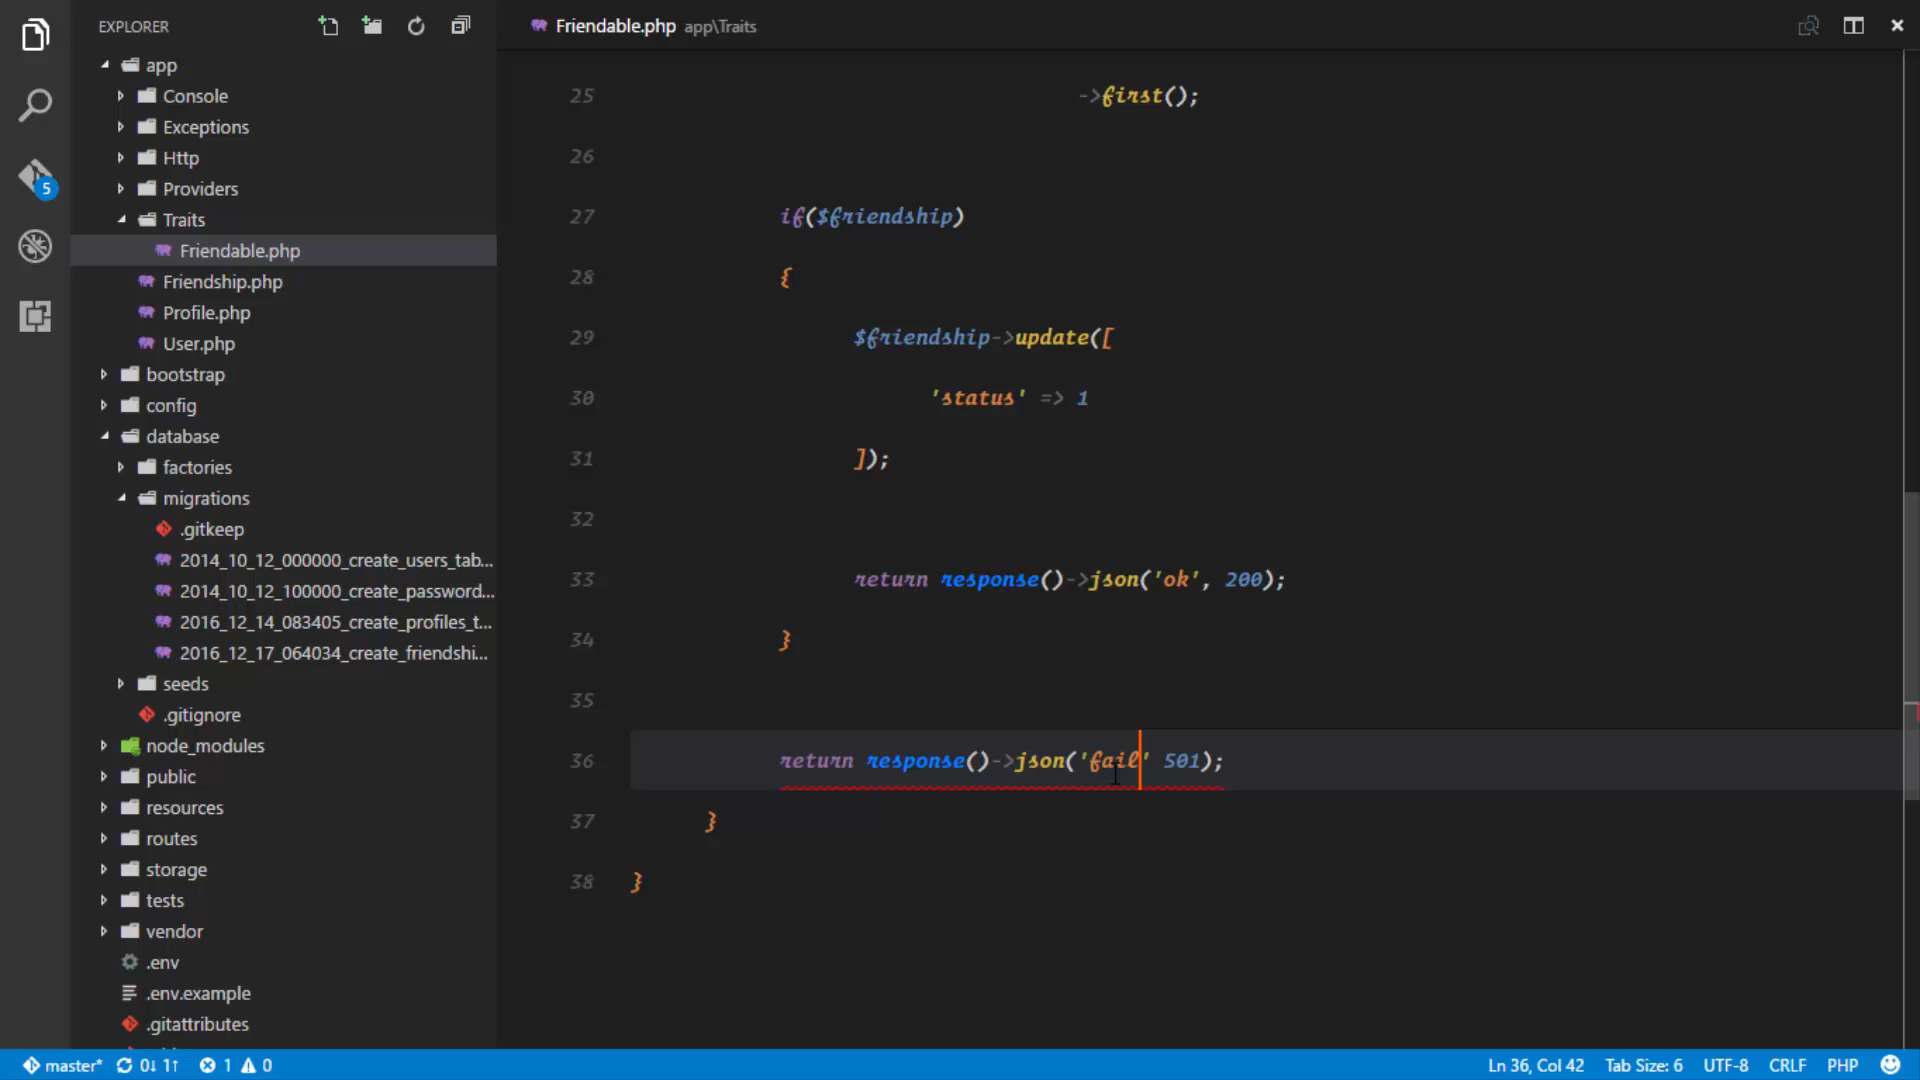 EXPLORER
app
Console
Exceptions
Http
Providers
Traits
Friendable.php
Friendship.php
Profile.php
User.php
bootstrap
config
database
factories
migrations
.gitkeep
2014_10_12_000000_create_users_tab...
2014_10_12_100000_create_password...
2016_12_14_083405_create_profiles_t...
2016_12_17_064034_create_friendshi...
seeds
.gitignore
node_modules
public
resources
routes
storage
tests
vendor
.env
.env.example
.gitattributes
5
Friendable.php app\Traits
25 ->first();
26
27 if($friendship)
28 {
29 $friendship->update([
30 'status' => 1
31 ]);
32
33 return response()->json('ok', 200);
34 }
35
36 return response()->json('fail' 501);
37 }
38 }
master* 0↓ 1↑ 1 0
Ln 36, Col 42 Tab Size: 6 UTF-8 CRLF PHP